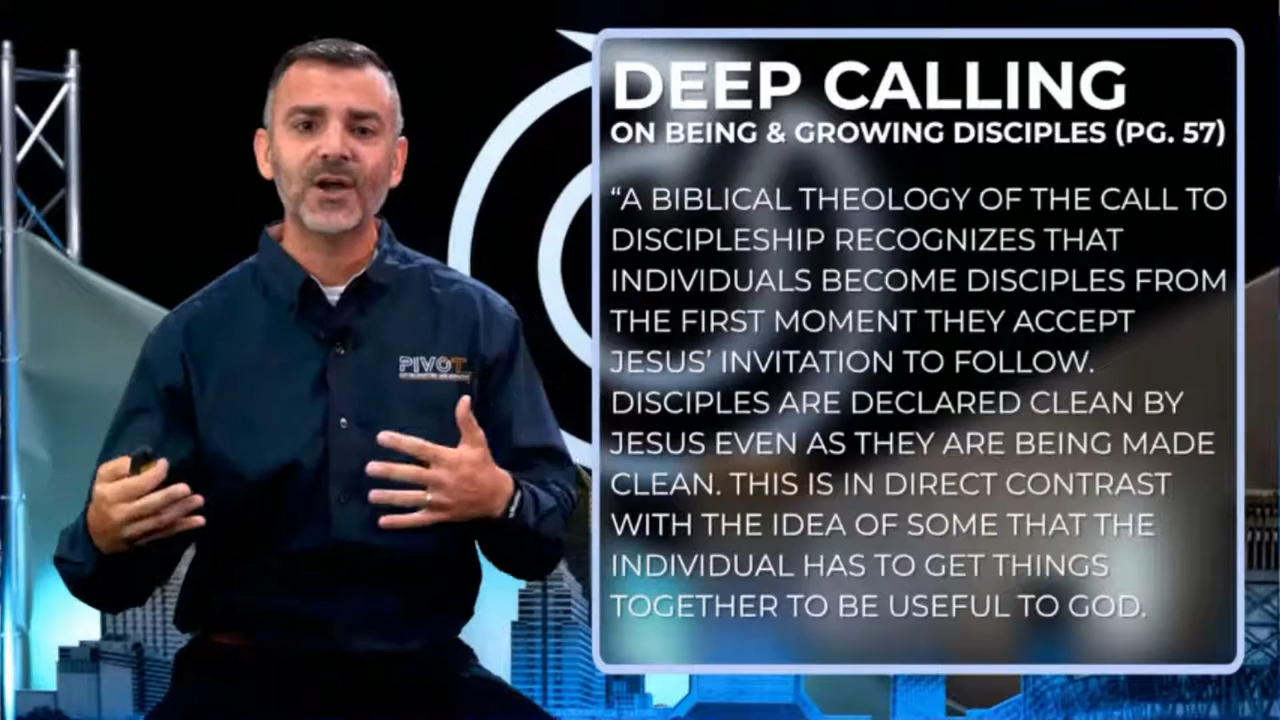 DEEP CALLING
ON BEING & GROWING DISCIPLES (PG. 57)
“A BIBLICAL THEOLOGY OF THE CALL TO
DISCIPLESHIP RECOGNIZES THAT
INDIVIDUALS BECOME DISCIPLES FROM
THE FIRST MOMENT THEY ACCEPT
JESUS’ INVITATION TO FOLLOW.
DISCIPLES ARE DECLARED CLEAN BY
JESUS EVEN AS THEY ARE BEING MADE
CLEAN. THIS IS IN DIRECT CONTRAST
WITH THE IDEA OF SOME THAT THE
INDIVIDUAL HAS TO GET THINGS
TOGETHER TO BE USEFUL TO GOD.
PIVOT